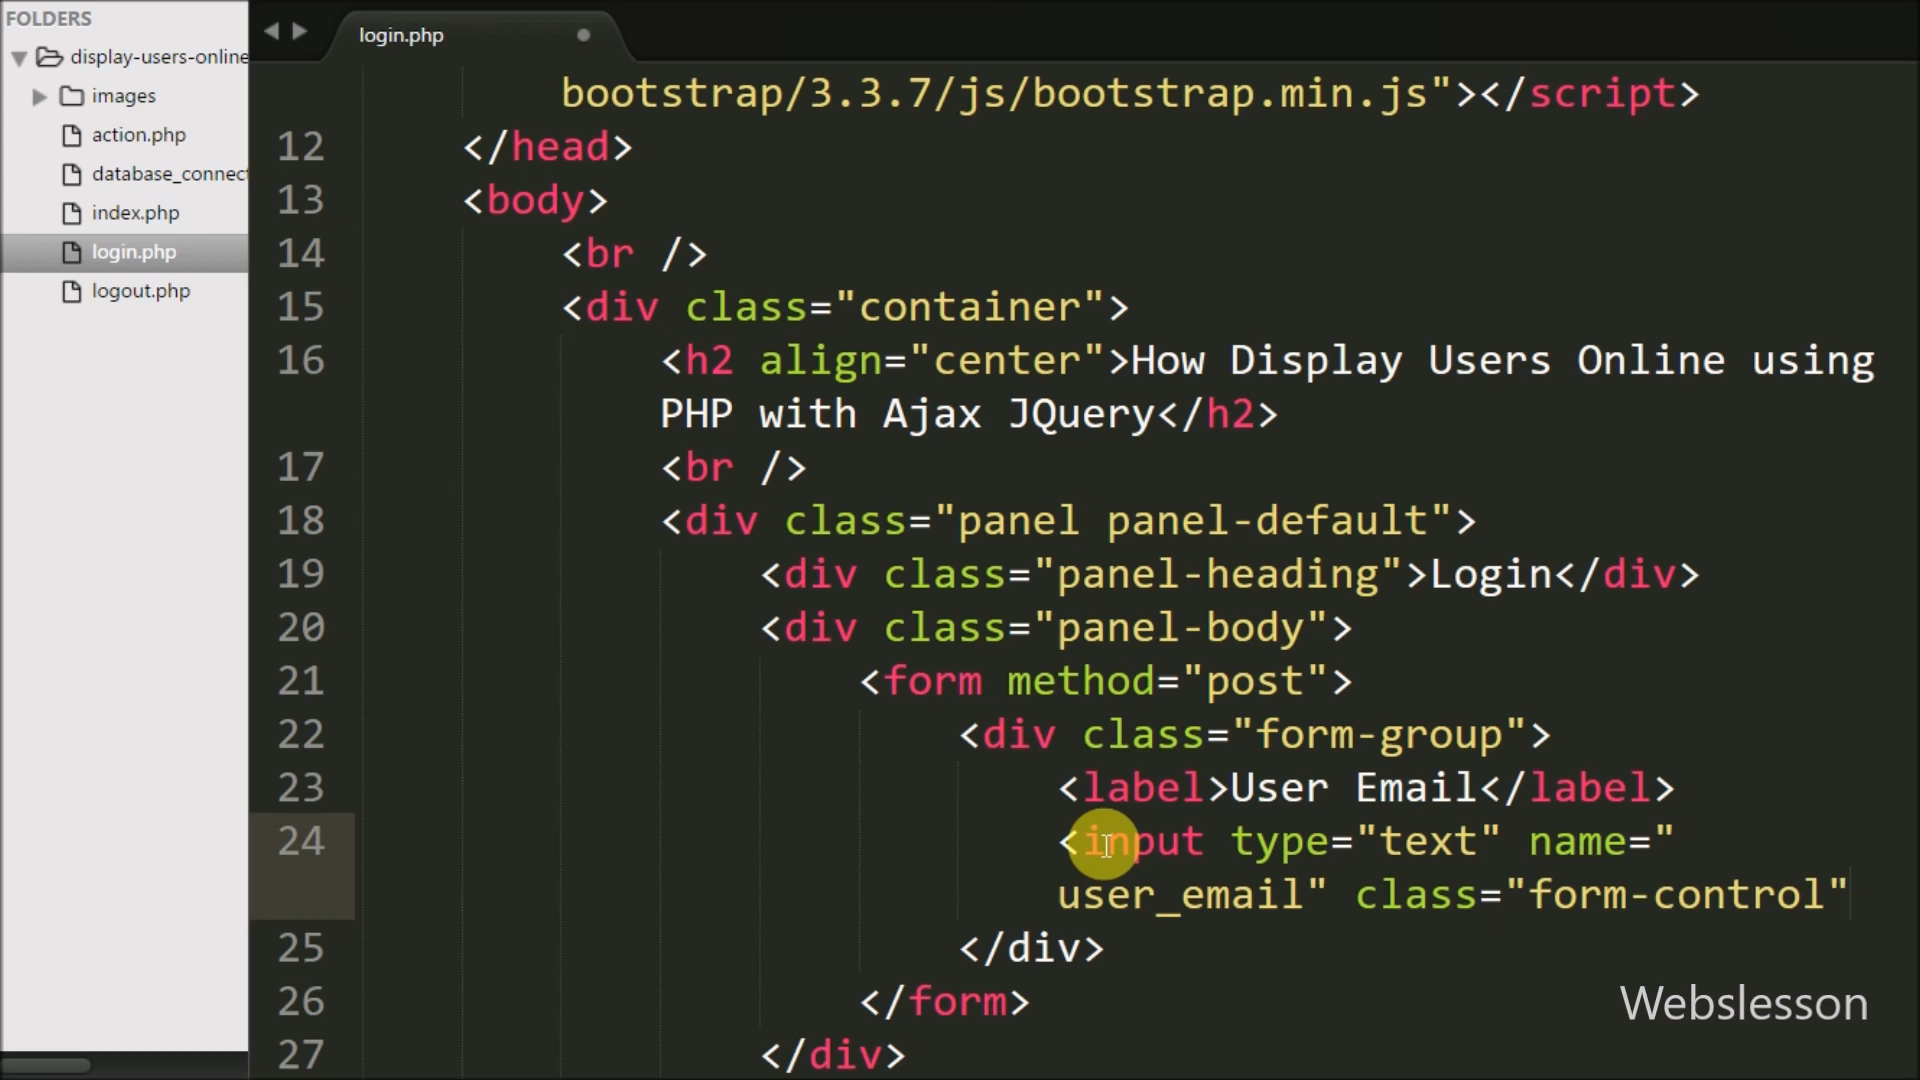 FOLDERS
display-users-online
images
action.php
database_connect
index.php
login.php
logout.php
login.php
bootstrap/3.3.7/js/bootstrap.min.js"></script>
12 </head>
13 <body>
14 <br />
15 <div class="container">
16 <h2 align="center">How Display Users Online using
PHP with Ajax JQuery</h2>
17 <br />
18 <div class="panel panel-default">
19 <div class="panel-heading">Login</div>
20 <div class="panel-body">
21 <form method="post">
22 <div class="form-group">
23 <label>User Email</label>
24 <input type="text" name="
user_email" class="form-control"
25 </div>
26 </form>
27 </div>
Webslesson